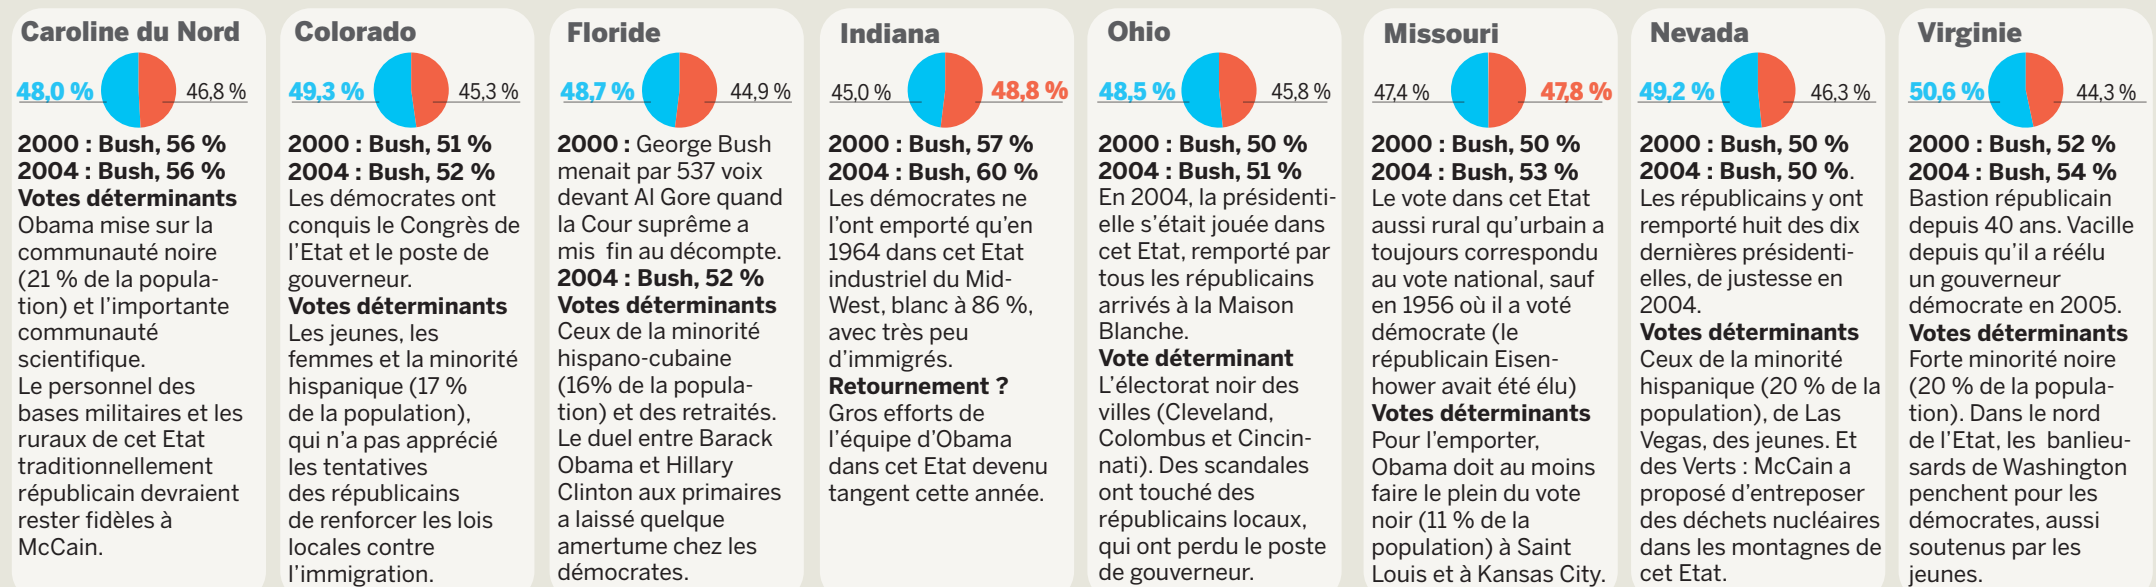 Caroline du Nord
48,0 %
46,8 %
2000 : Bush, 56 %
2004 : Bush, 56 %
Votes déterminants
Obama mise sur la
communauté noire
(21 % de la popula-
tion) et l'importante
communauté
scientifique.
Le personnel des
bases militaires et les
ruraux de cet Etat
traditionnellement
républicain devraient
rester fidèles à
McCain.
Colorado
49,3 %
45,3 %
2000 : Bush, 51 %
2004 : Bush, 52 %
Les démocrates ont
conquis le Congrès de
l'Etat et le poste de
gouverneur.
Votes déterminants
Les jeunes, les
femmes et la minorité
hispanique (17 %
de la population),
qui n'a pas apprécié
les tentatives
des républicains
de renforcer les lois
locales contre
l'immigration.
Floride
48,7 %
44,9 %
2000 : George Bush
menait par 537 voix
devant Al Gore quand
la Cour suprême a
mis fin au décompte.
2004 : Bush, 52 %
Votes déterminants
Ceux de la minorité
hispano-cubaine
(16% de la popula-
tion) et des retraités.
Le duel entre Barack
Obama et Hillary
Clinton aux primaires
a laissé quelque
amertume chez les
démocrates.
Indiana
45,0 %
48,8 %
2000 : Bush, 57 %
2004 : Bush, 60 %
Les démocrates ne
l'ont emporté qu'en
1964 dans cet Etat
industriel du Mid-
West, blanc à 86 %,
avec très peu
d'immigrés.
Retournement ?
Gros efforts de
l'équipe d'Obama
dans cet Etat devenu
tangent cette année.
Ohio
48,5 %
45,8 %
2000 : Bush, 50 %
2004 : Bush, 51 %
En 2004, la présidenti-
elle s'était jouée dans
cet Etat, remporté par
tous les républicains
arrivés à la Maison
Blanche.
Vote déterminant
L'électorat noir des
villes (Cleveland,
Colombus et Cincin-
nati). Des scandales
ont touché des
républicains locaux,
qui ont perdu le poste
de gouverneur.
Missouri
47,4 %
47,8 %
2000 : Bush, 50 %
2004 : Bush, 53 %
Le vote dans cet Etat
aussi rural qu'urbain a
toujours correspondu
au vote national, sauf
en 1956 où il a voté
démocrate (le
républicain Eisen-
hower avait été élu)
Votes déterminants
Pour l'emporter,
Obama doit au moins
faire le plein du vote
noir (11 % de la
population) à Saint
Louis et à Kansas City.
Nevada
49,2 %
46,3 %
2000 : Bush, 50 %
2004 : Bush, 50 %.
Les républicains y ont
remporté huit des dix
dernières présidenti-
elles, de justesse en
2004.
Votes déterminants
Ceux de la minorité
hispanique (20 % de la
population), de Las
Vegas, des jeunes. Et
des Verts : McCain a
proposé d'entreposer
des déchets nucléaires
dans les montagnes de
cet Etat.
Virginie
50,6 %
44,3 %
2000 : Bush, 52 %
2004 : Bush, 54 %
Bastion républicain
depuis 40 ans. Vacille
depuis qu'il a réélu
un gouverneur
démocrate en 2005.
Votes déterminants
Forte minorité noire
(20 % de la popula-
tion). Dans le nord
de l'Etat, les banlieu-
sards de Washington
penchent pour les
démocrates, aussi
soutenus par les
jeunes.